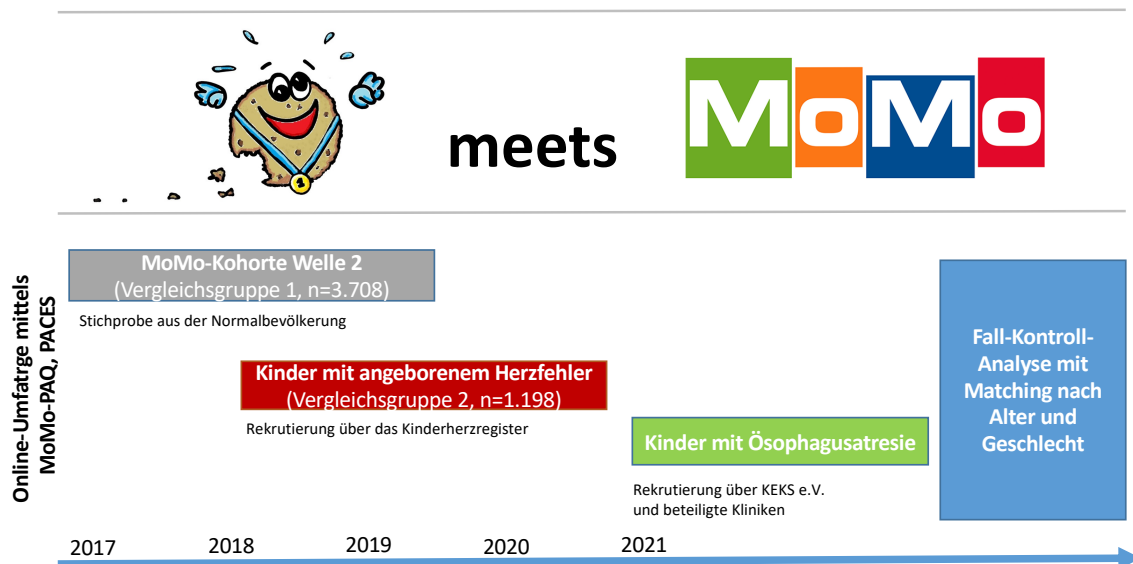 meets
MoMo
Online-Umfatrge mittels
MoMo-PAQ, PACES
MoMo-Kohorte Welle 2
(Vergleichsgruppe 1, n=3.708)
Stichprobe aus der Normalbevölkerung
Kinder mit angeborenem Herzfehler
(Vergleichsgruppe 2, n=1.198)
Rekrutierung über das Kinderherzregister
Kinder mit Ösophagusatresie
Rekrutierung über KEKS e.V.
und beteiligte Kliniken
Fall-Kontroll-
Analyse mit
Matching nach
Alter und
Geschlecht
2017
2018
2019
2020
2021